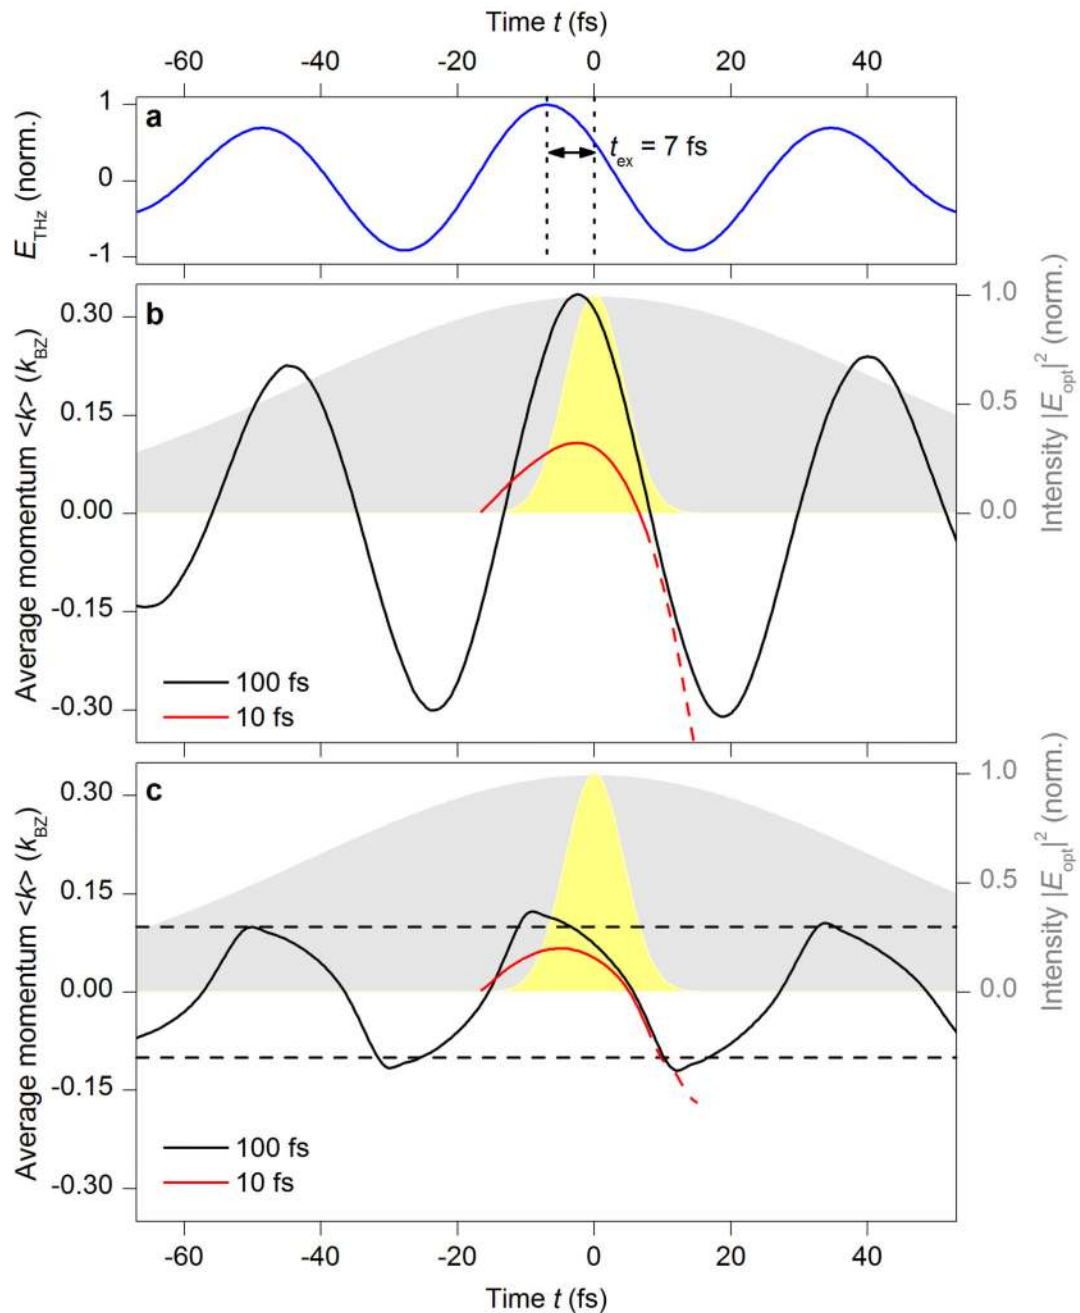 Time t (fs)
-60 -40 -20 0 20 40
a
E_THz (norm.)
1
0
-1
t_ex = 7 fs
b
Average momentum <k> (k_BZ)
0.30
0.15
0.00
-0.15
-0.30
Intensity |E_opt|² (norm.)
1.0
0.5
0.0
100 fs
10 fs
c
Average momentum <k> (k_BZ)
0.30
0.15
0.00
-0.15
-0.30
Intensity |E_opt|² (norm.)
1.0
0.5
0.0
100 fs
10 fs
-60 -40 -20 0 20 40
Time t (fs)